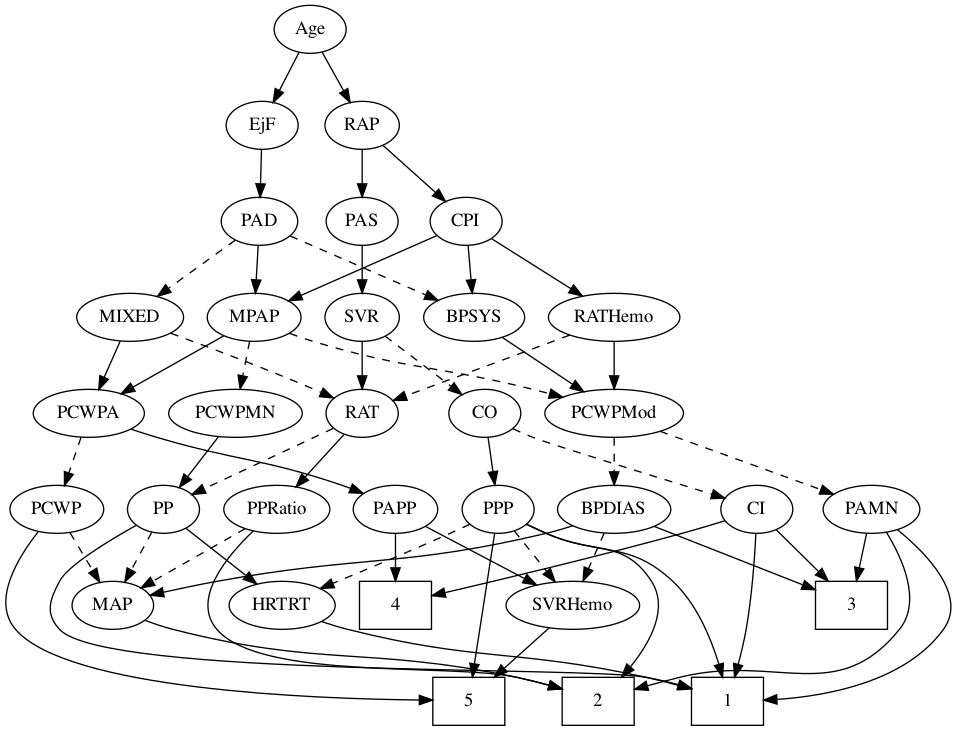 Age
EjF RAP
PAD PAS CPI
MIXED MPAP SVR BPSYS RATHemo
PCWPA PCWPMN RAT CO PCWPMod
PCWP PP PPRatio PAPP PPP BPDIAS CI PAMN
MAP HRTRT 4 SVRHemo 3
5 2 1